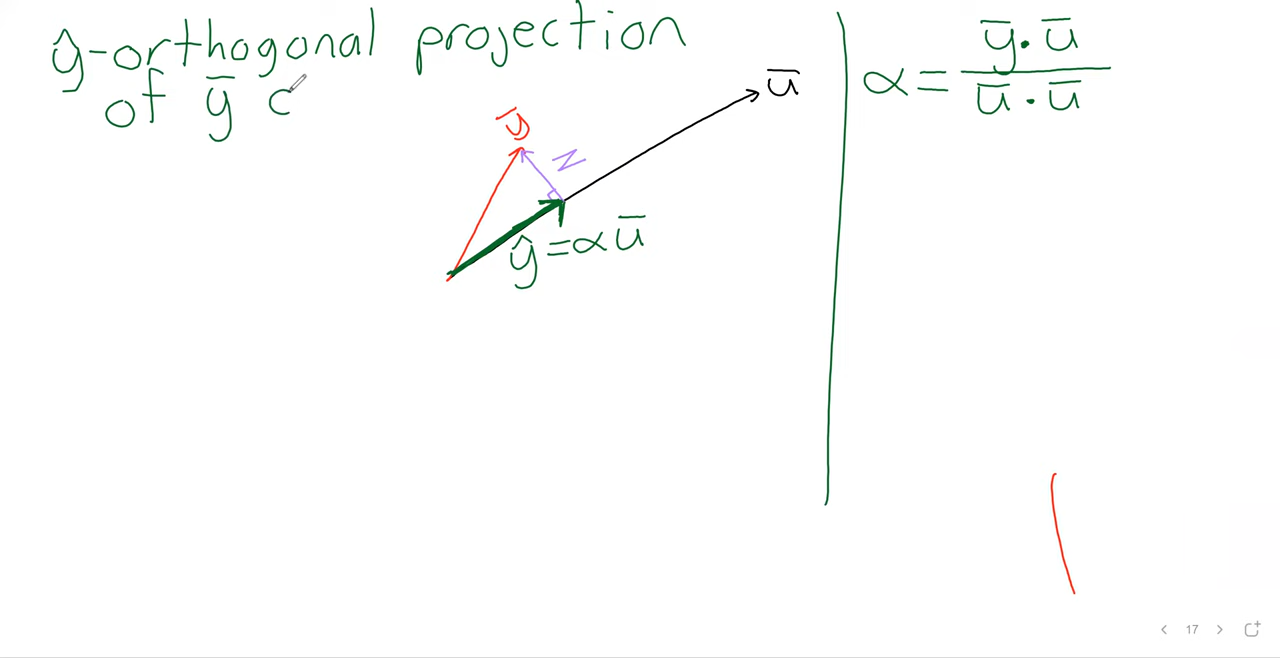 ŷ-orthogonal projection
of ȳ c
ȳ
z
ū
ŷ = αū
α = ȳ·ū / ū·ū
17